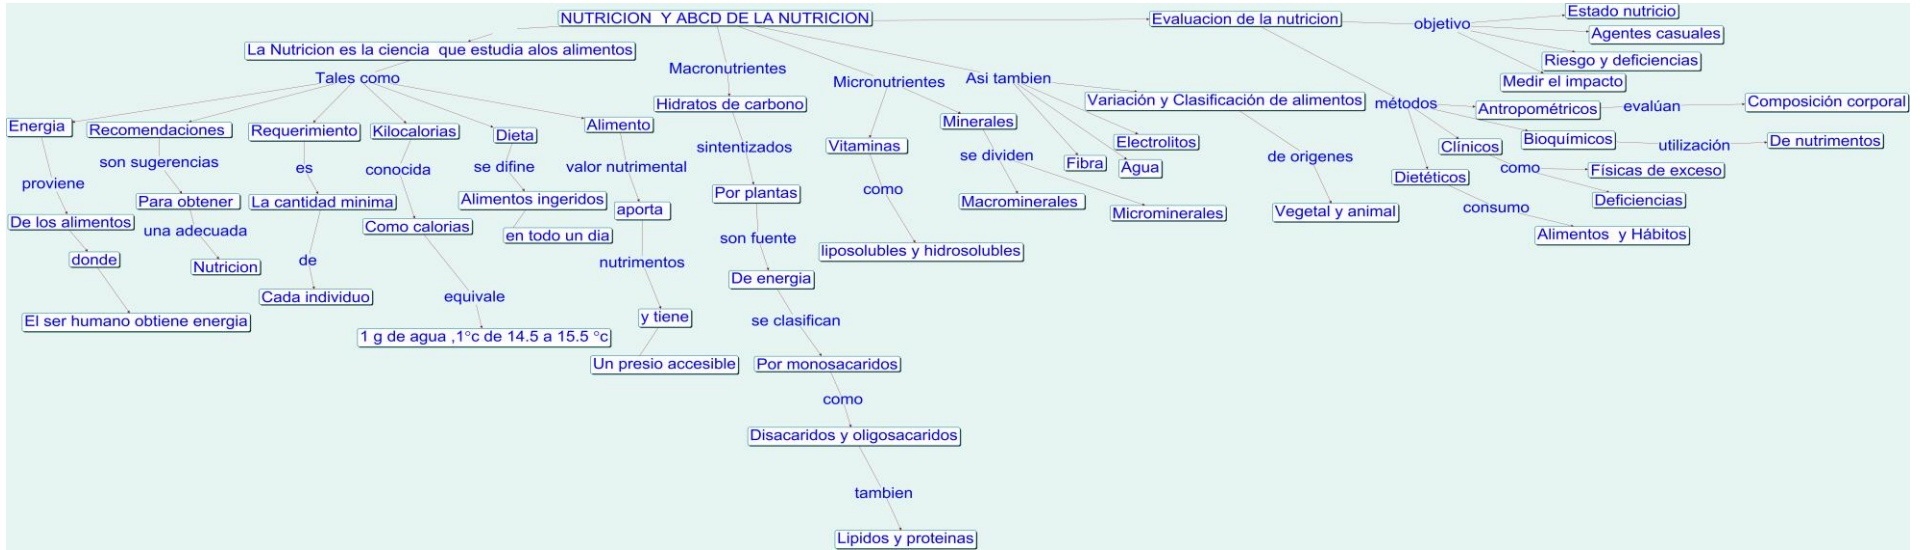 NUTRICION Y ABCD DE LA NUTRICION
Evaluacion de la nutricion
objetivo
Estado nutricio
Agentes casuales
Riesgo y deficiencias
Medir el impacto
La Nutricion es la ciencia que estudia alos alimentos
Tales como
Energia
proviene
De los alimentos
donde
El ser humano obtiene energia
Recomendaciones
son sugerencias
Para obtener
una adecuada
Nutricion
Requerimiento
es
La cantidad minima
de
Cada individuo
Kilocalorias
conocida
Como calorias
equivale
1 g de agua ,1°c de 14.5 a 15.5 °c
Dieta
se difine
Alimentos ingeridos
en todo un dia
Alimento
valor nutrimental
aporta
nutrimentos
y tiene
Un presio accesible
Macronutrientes
Hidratos de carbono
sintentizados
Por plantas
son fuente
De energia
se clasifican
Por monosacaridos
como
Disacaridos y oligosacaridos
tambien
Lipidos y proteinas
Micronutrientes
Vitaminas
como
liposolubles y hidrosolubles
Minerales
se dividen
Macrominerales
Microminerales
Asi tambien
Fibra
Agua
Electrolitos
Variación y Clasificación de alimentos
de origenes
Vegetal y animal
métodos
Antropométricos
evalúan
Composición corporal
Bioquímicos
utilización
De nutrimentos
Clínicos
como
Físicas de exceso
Deficiencias
Dietéticos
consumo
Alimentos y Hábitos